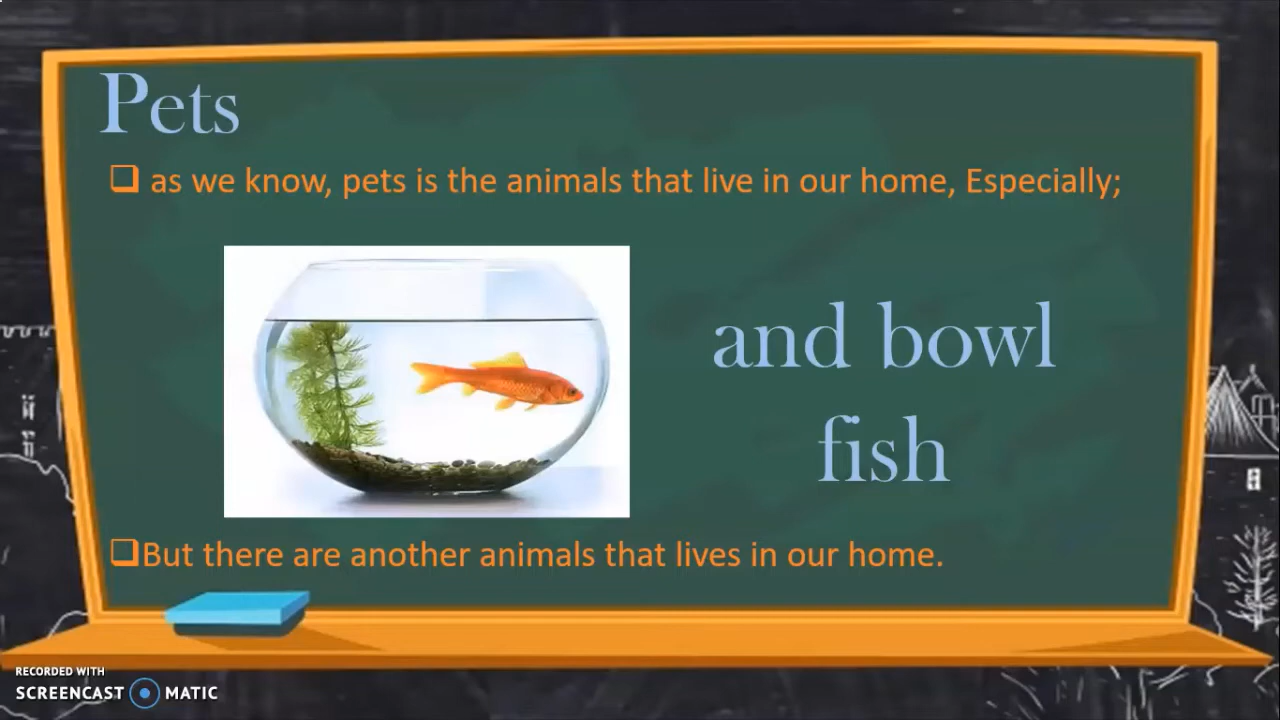 Pets
as we know, pets is the animals that live in our home, Especially;
and bowl
fish
But there are another animals that lives in our home.
RECORDED WITH
SCREENCAST MATIC